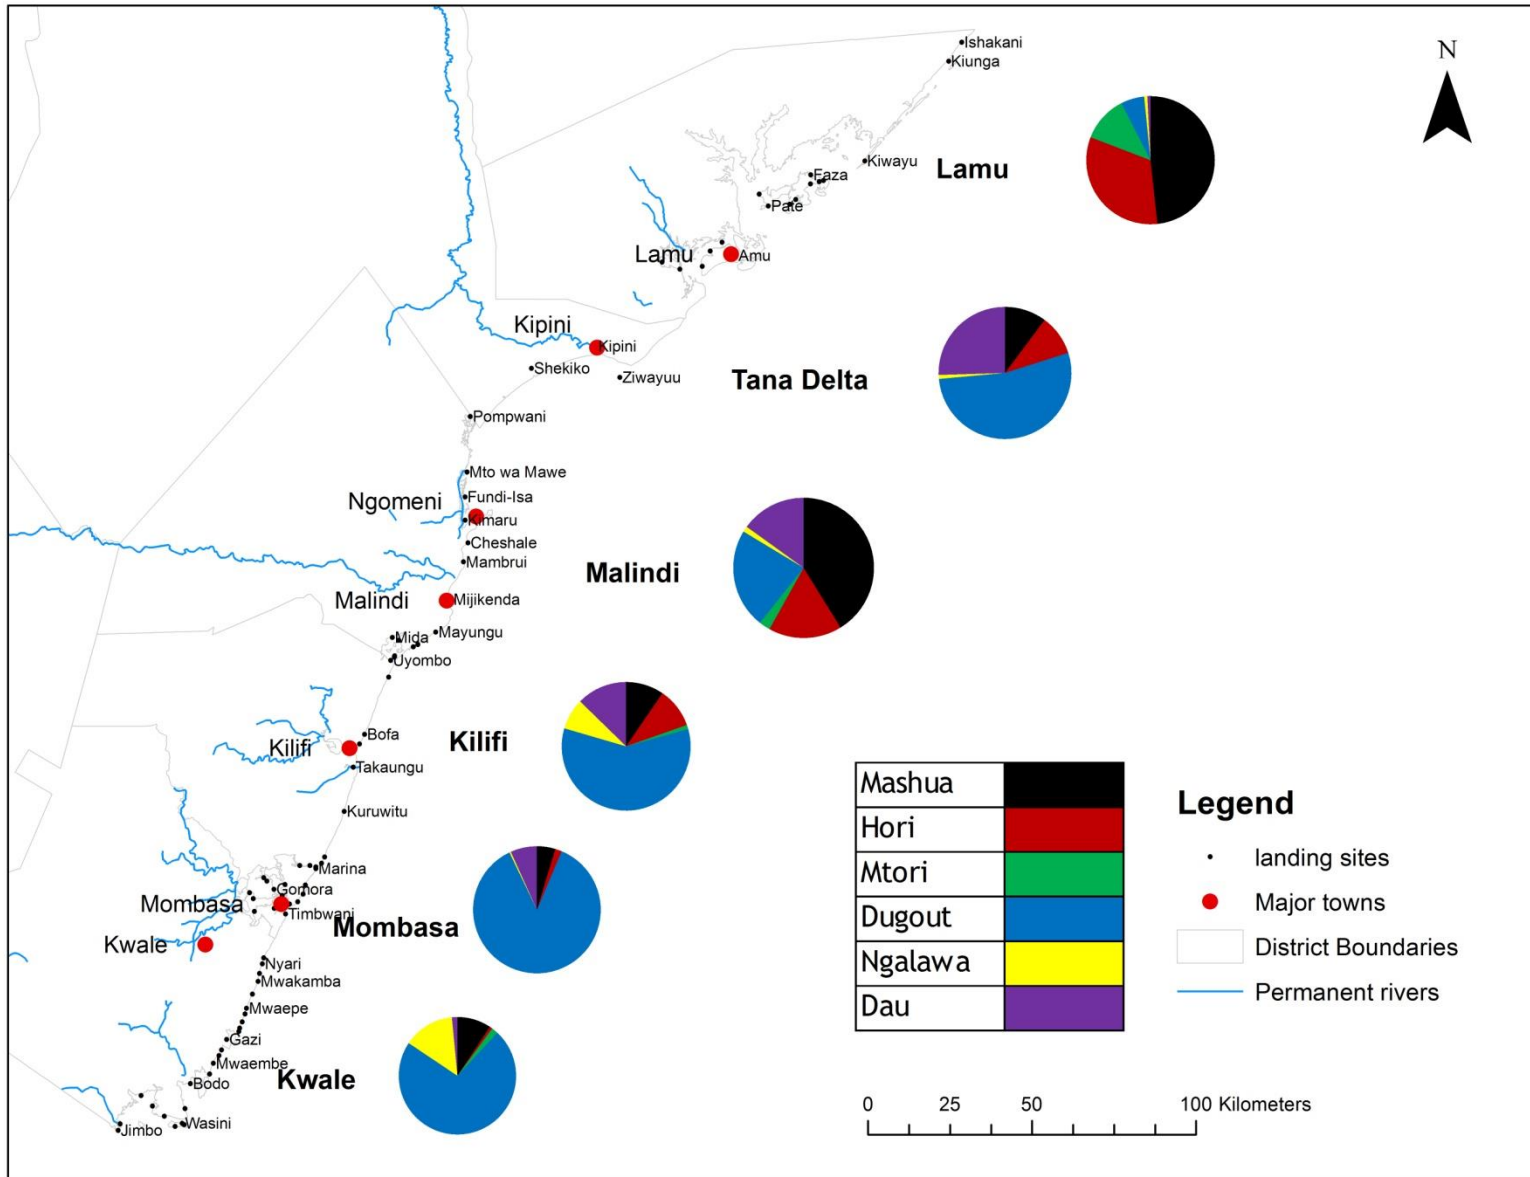 Ishakani
Kiunga
N
Kiwayu
Lamu
Faza
Pate
Lamu
Amu
Kipini
Kipini
Shekiko
Ziwayuu
Tana Delta
Pompwani
Mto wa Mawe
Ngomeni
Fundi-Isa
Kimaru
Cheshale
Mambrui
Malindi
Malindi
Mijikenda
Mayungu
Mida
Uyombo
Bofa
Kilifi
Kilifi
Takaungu
Kuruwitu
Marina
Gomora
Mombasa
Timbwani
Mombasa
Kwale
Nyari
Mwakamba
Mwaepe
Gazi
Mwaembe
Kwale
Bodo
Wasini
Jimbo
Mashua
Hori
Mtori
Dugout
Ngalawa
Dau
Legend
landing sites
Major towns
District Boundaries
Permanent rivers
0 25 50 100 Kilometers